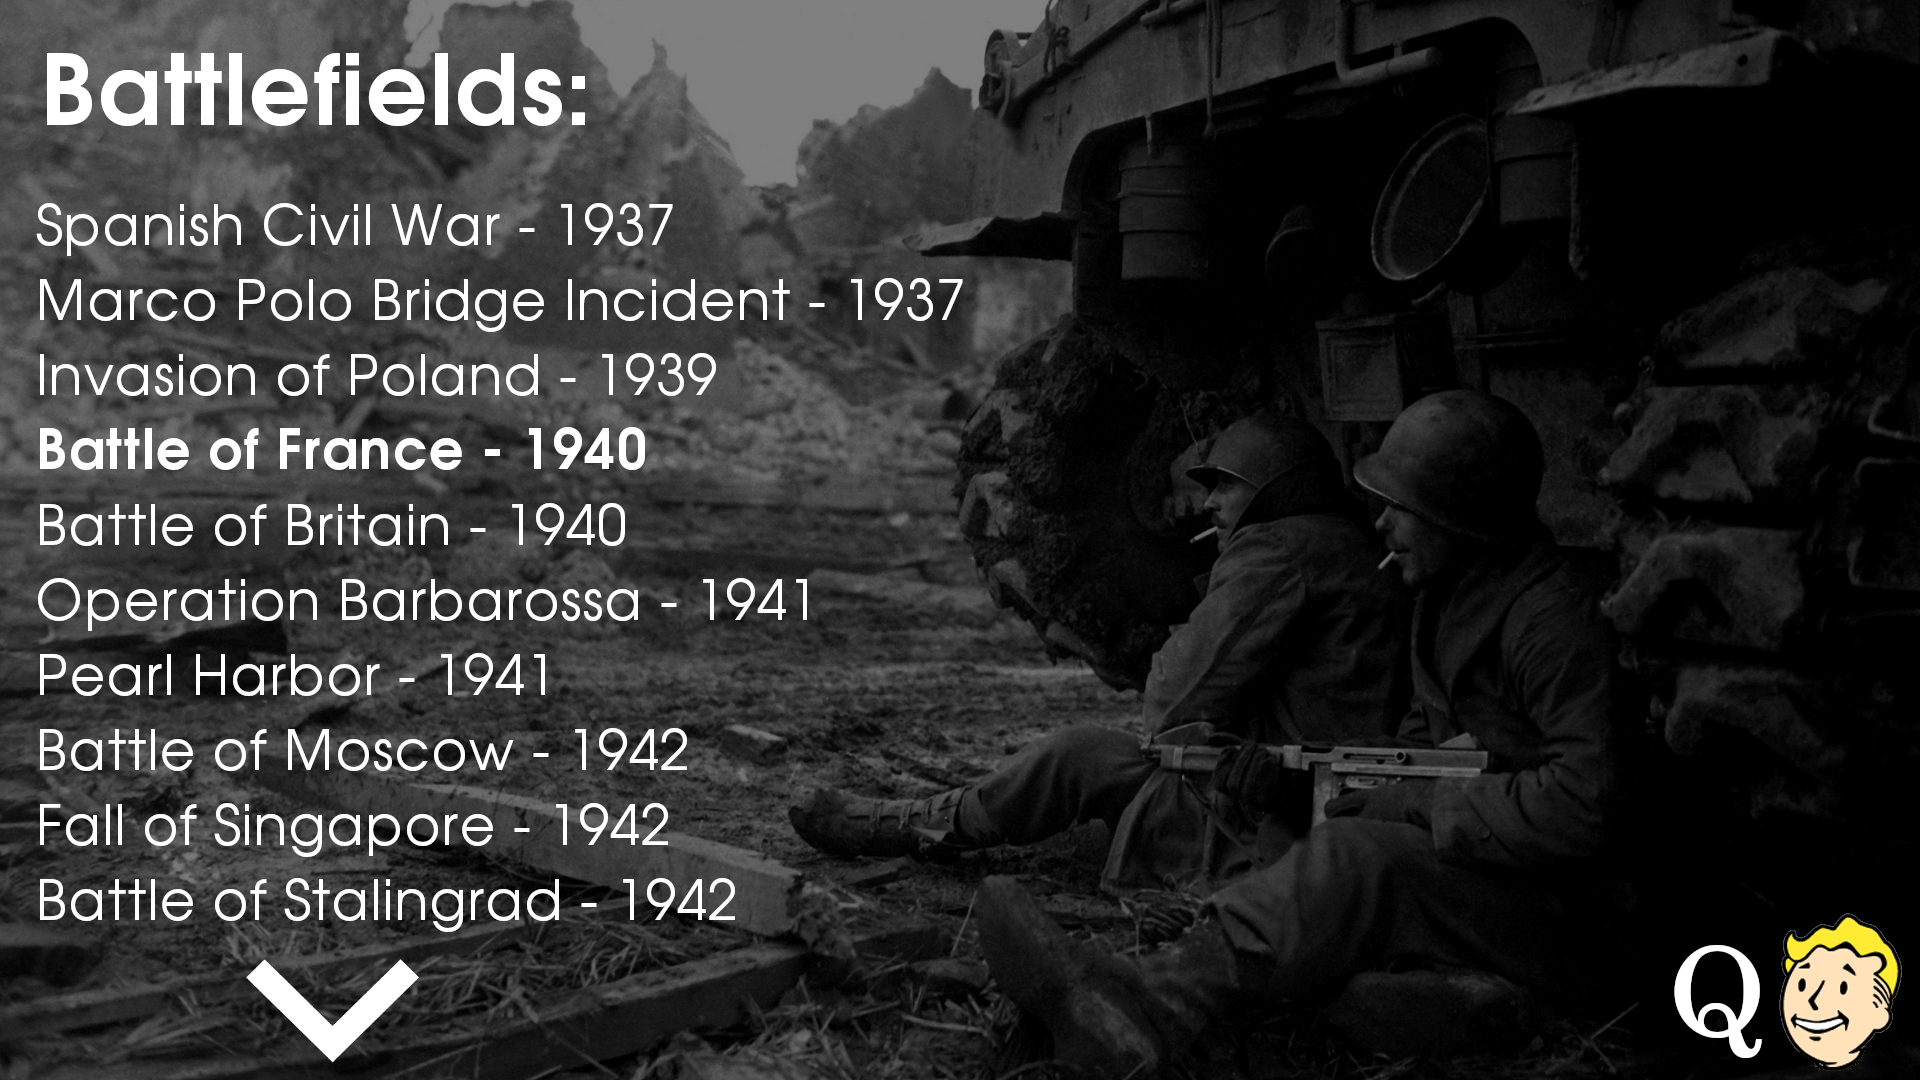 Battlefields:
Spanish Civil War - 1937
Marco Polo Bridge Incident - 1937
Invasion of Poland - 1939
Battle of France - 1940
Battle of Britain - 1940
Operation Barbarossa - 1941
Pearl Harbor - 1941
Battle of Moscow - 1942
Fall of Singapore - 1942
Battle of Stalingrad - 1942
Q